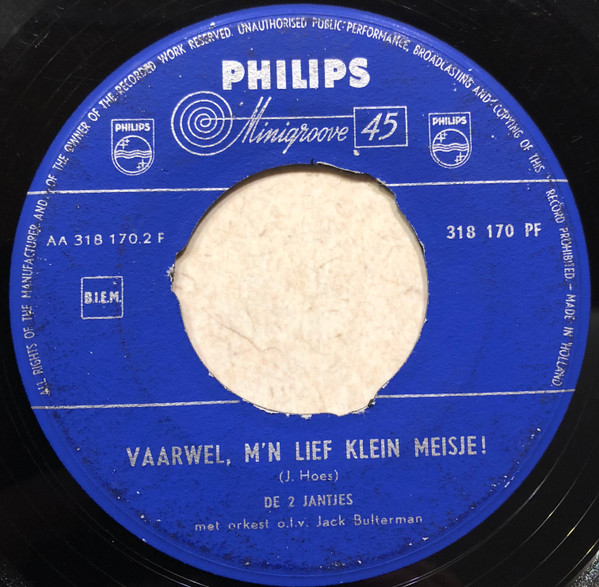 ALL RIGHTS OF THE MANUFACTURER AND OF THE OWNER OF THE RECORDED WORK RESERVED. UNAUTHORISED PUBLIC PERFORMANCE, BROADCASTING AND COPYING OF THIS RECORD PROHIBITED - MADE IN HOLLAND
PHILIPS
Minigroove 45
PHILIPS
PHILIPS
AA 318 170.2 F
318 170 PF
B.I.E.M.
VAARWEL, M'N LIEF KLEIN MEISJE!
(J. Hoes)
DE 2 JANTJES
met orkest o.l.v. Jack Bulterman